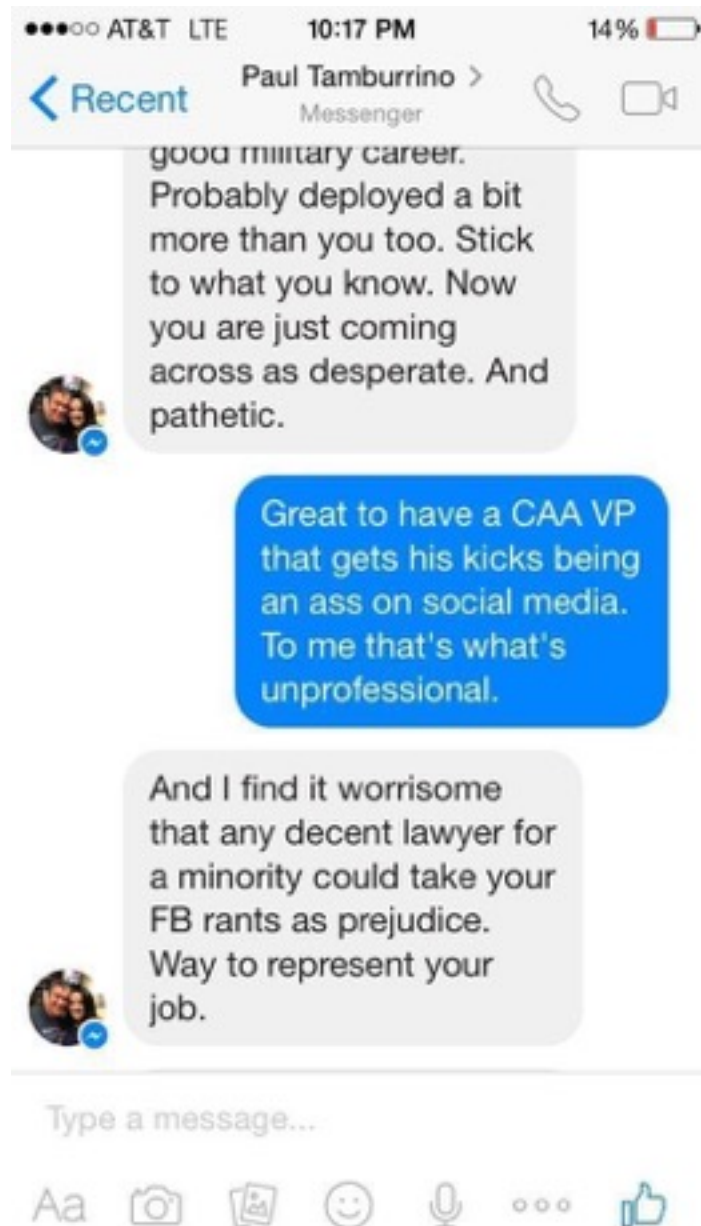 AT&T LTE 10:17 PM 14%
Recent Paul Tamburrino >
Messenger
good military career.
Probably deployed a bit
more than you too. Stick
to what you know. Now
you are just coming
across as desperate. And
pathetic.
Great to have a CAA VP
that gets his kicks being
an ass on social media.
To me that's what's
unprofessional.
And I find it worrisome
that any decent lawyer for
a minority could take your
FB rants as prejudice.
Way to represent your
job.
Type a message...
Aa